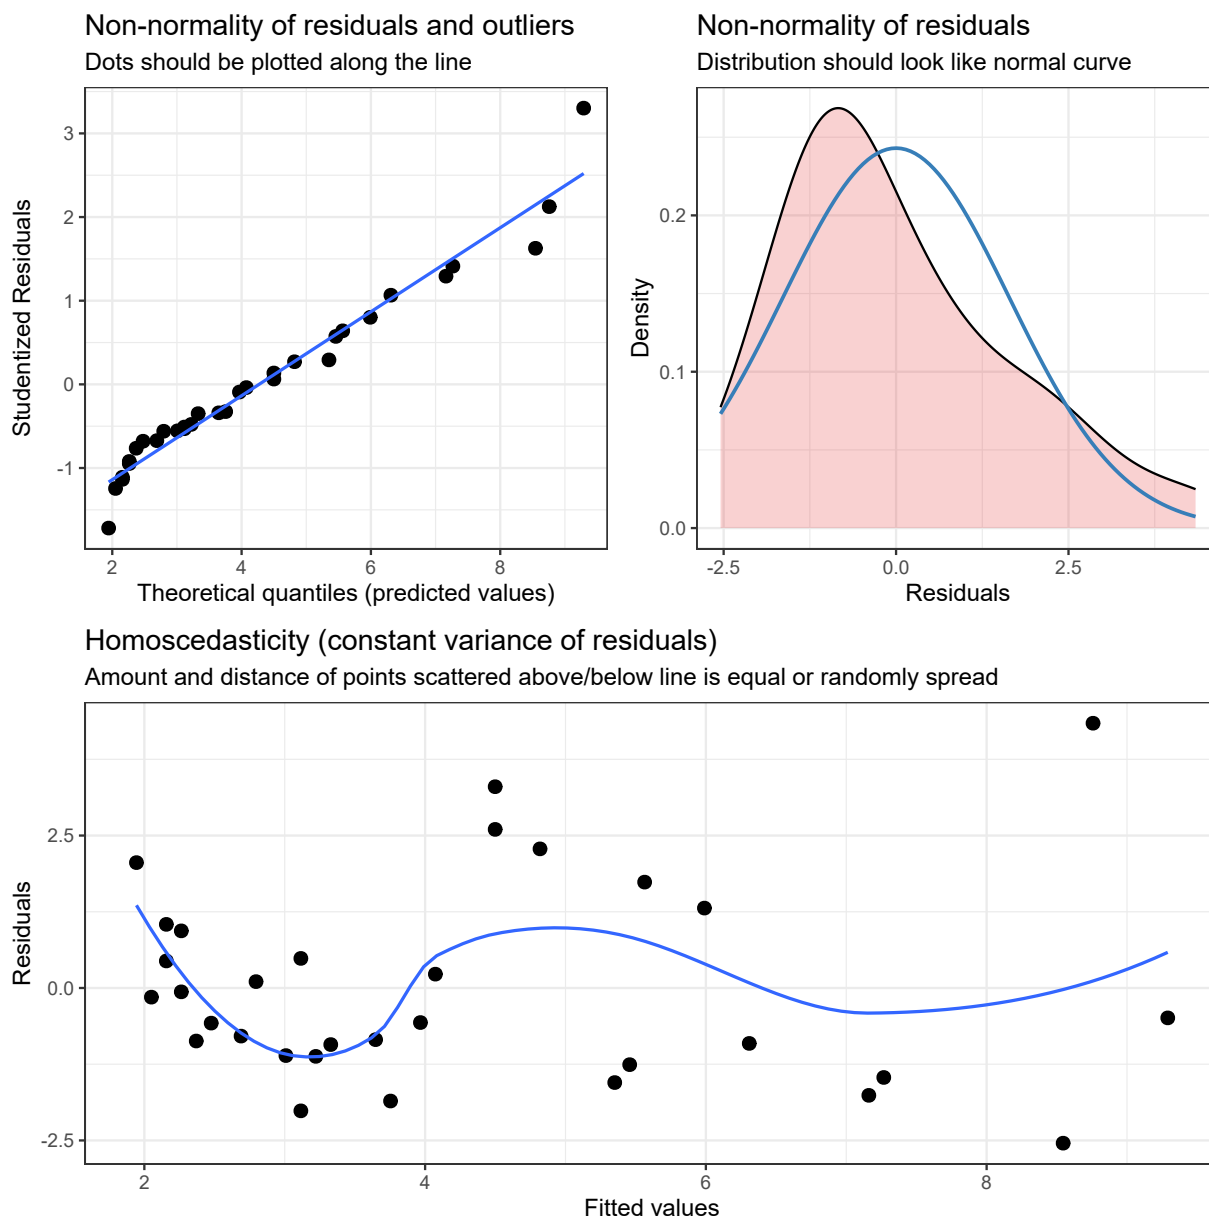 Non-normality of residuals and outliers
Dots should be plotted along the line
3
2
1
0
-1
Studentized Residuals
2
4
6
8
Theoretical quantiles (predicted values)
Non-normality of residuals
Distribution should look like normal curve
0.2
0.1
0.0
Density
-2.5
0.0
2.5
Residuals
Homoscedasticity (constant variance of residuals)
Amount and distance of points scattered above/below line is equal or randomly spread
2.5
0.0
-2.5
Residuals
2
4
6
8
Fitted values